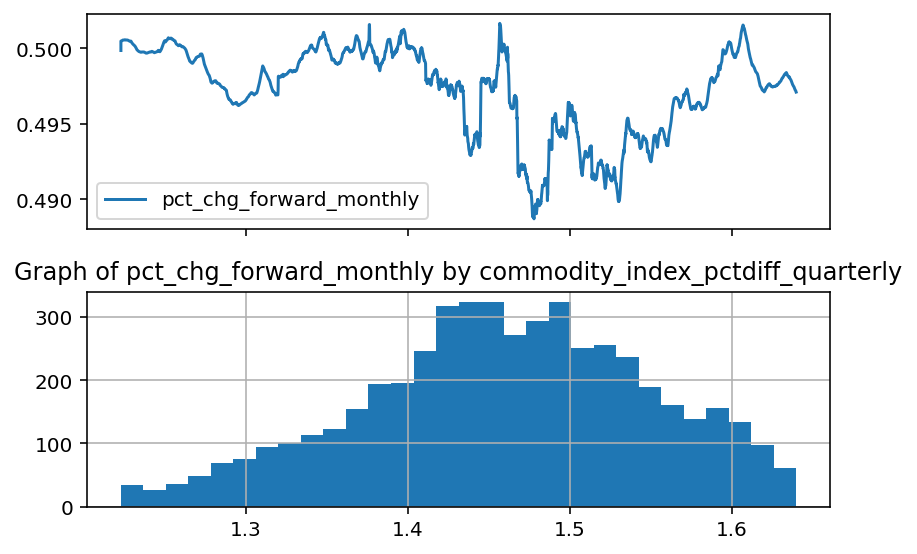 0.500
0.495
0.490
pct_chg_forward_monthly
Graph of pct_chg_forward_monthly by commodity_index_pctdiff_quarterly
300
200
100
0
1.3 1.4 1.5 1.6